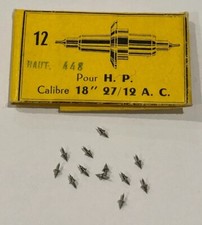 12
HAUT. 448
Pour H. P.
Calibre 18" 27/12 A. C.